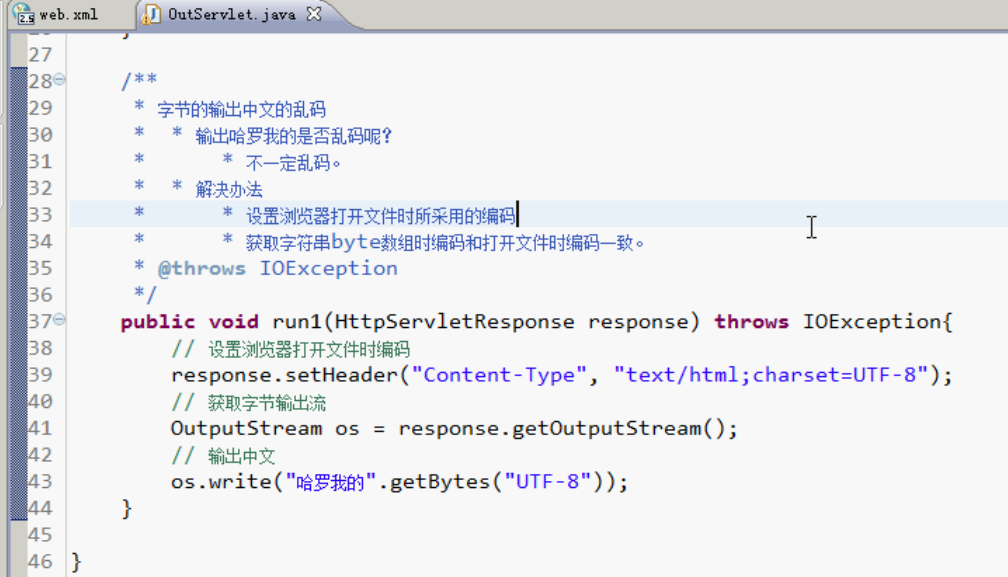 web.xml OutServlet.java
27
28 /**
29 * 字节的输出中文的乱码
30 * * 输出哈罗我的是否乱码呢？
31 * * 不一定乱码。
32 * * 解决办法
33 * * 设置浏览器打开文件时所采用的编码
34 * * 获取字符串byte数组时编码和打开文件时编码一致。
35 * @throws IOException
36 */
37 public void run1(HttpServletResponse response) throws IOException{
38 // 设置浏览器打开文件时编码
39 response.setHeader("Content-Type", "text/html;charset=UTF-8");
40 // 获取字节输出流
41 OutputStream os = response.getOutputStream();
42 // 输出中文
43 os.write("哈罗我的".getBytes("UTF-8"));
44 }
45
46 }